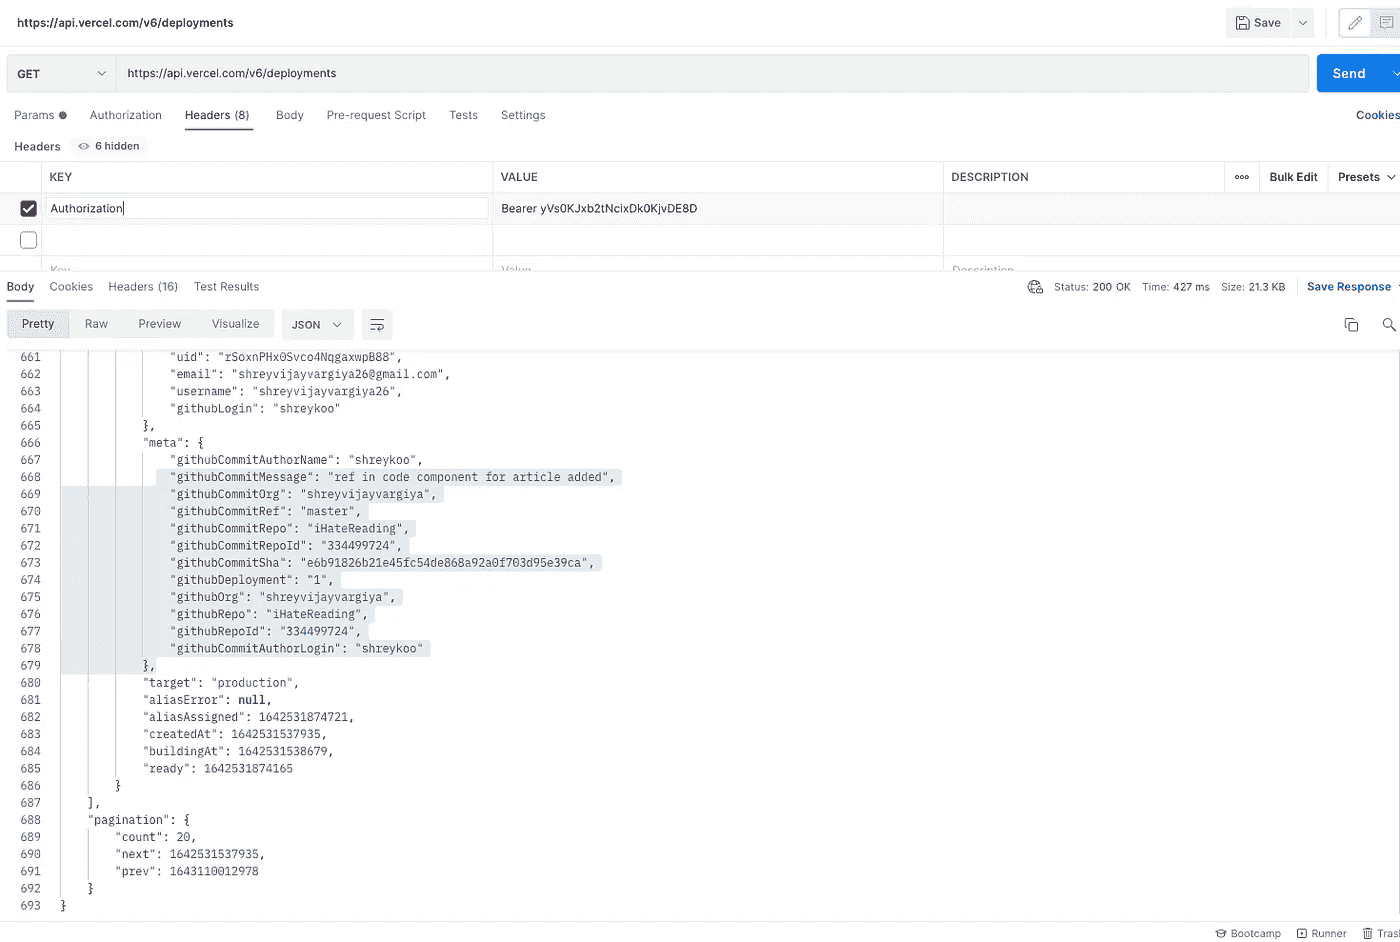 https://api.vercel.com/v6/deployments
Save
GET https://api.vercel.com/v6/deployments Send
Params Authorization Headers (8) Body Pre-request Script Tests Settings Cookies
Headers 6 hidden
KEY VALUE DESCRIPTION Bulk Edit Presets
Authorization Bearer yVs0KJxb2tNcixDk0KjvDE8D
Key Value Description
Body Cookies Headers (16) Test Results Status: 200 OK Time: 427 ms Size: 21.3 KB Save Response
Pretty Raw Preview Visualize JSON
661 "uid": "rSoxnPHx0Svco4NqgaxwpB88",
662 "email": "shreyvijayvargiya26@gmail.com",
663 "username": "shreyvijayvargiya26",
664 "githubLogin": "shreykoo"
665 },
666 "meta": {
667 "githubCommitAuthorName": "shreykoo",
668 "githubCommitMessage": "ref in code component for article added",
669 "githubCommitOrg": "shreyvijayvargiya",
670 "githubCommitRef": "master",
671 "githubCommitRepo": "iHateReading",
672 "githubCommitRepoId": "334499724",
673 "githubCommitSha": "e6b91826b21e45fc54de868a92a0f703d95e39ca",
674 "githubDeployment": "1",
675 "githubOrg": "shreyvijayvargiya",
676 "githubRepo": "iHateReading",
677 "githubRepoId": "334499724",
678 "githubCommitAuthorLogin": "shreykoo"
679 },
680 "target": "production",
681 "aliasError": null,
682 "aliasAssigned": 1642531874721,
683 "createdAt": 1642531537935,
684 "buildingAt": 1642531538679,
685 "ready": 1642531874165
686 }
687 ],
688 "pagination": {
689 "count": 20,
690 "next": 1642531537935,
691 "prev": 1643110012978
692 }
693 }
Bootcamp Runner Trash